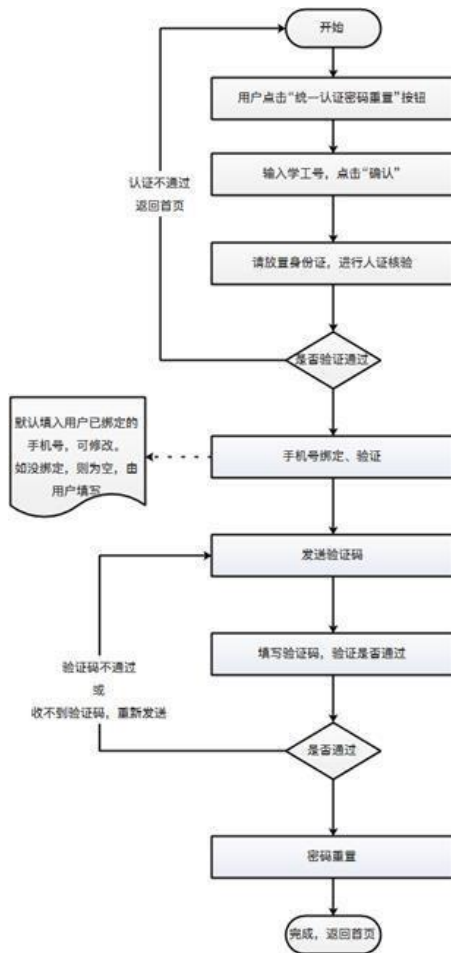 开始
用户点击“统一认证密码重置”按钮
输入学工号，点击“确认”
认证不通过
返回首页
请放置身份证，进行人证核验
是否验证通过
默认填入用户已绑定的
手机号，可修改。
如没绑定，则为空，由
用户填写
手机号绑定、验证
发送验证码
填写验证码，验证是否通过
验证码不通过
或
收不到验证码，重新发送
是否通过
密码重置
完成，返回首页